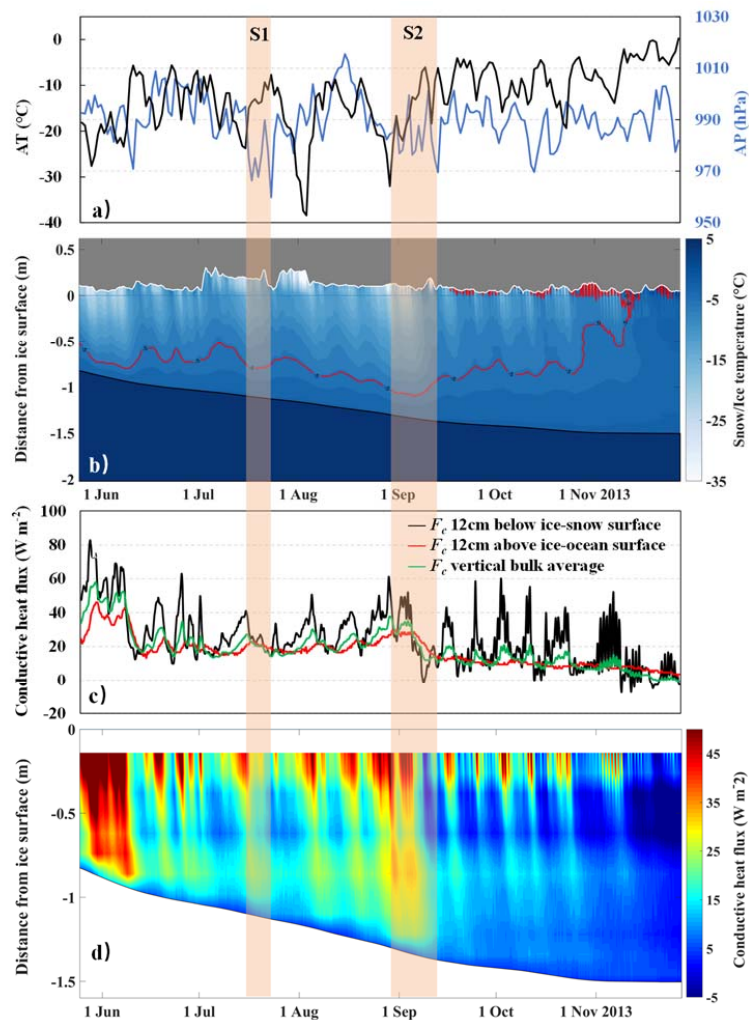 S1
S2
0
-10
-20
-30
-40
AT (°C)
1030
1010
990
970
950
AP (hPa)
a)
0.5
0
-0.5
-1
-1.5
-2
Distance from ice surface (m)
b)
5
-5
-15
-25
-35
Snow/Ice temperature (°C)
1 Jun
1 Jul
1 Aug
1 Sep
1 Oct
1 Nov 2013
100
80
60
40
20
0
-20
Conductive heat flux (W m-2)
F_c 12cm below ice-snow surface
F_c 12cm above ice-ocean surface
F_c vertical bulk average
c)
0
-0.5
-1
-1.5
Distance from ice surface (m)
d)
45
35
25
15
5
-5
Conductive heat flux (W m-2)
1 Jun
1 Jul
1 Aug
1 Sep
1 Oct
1 Nov 2013